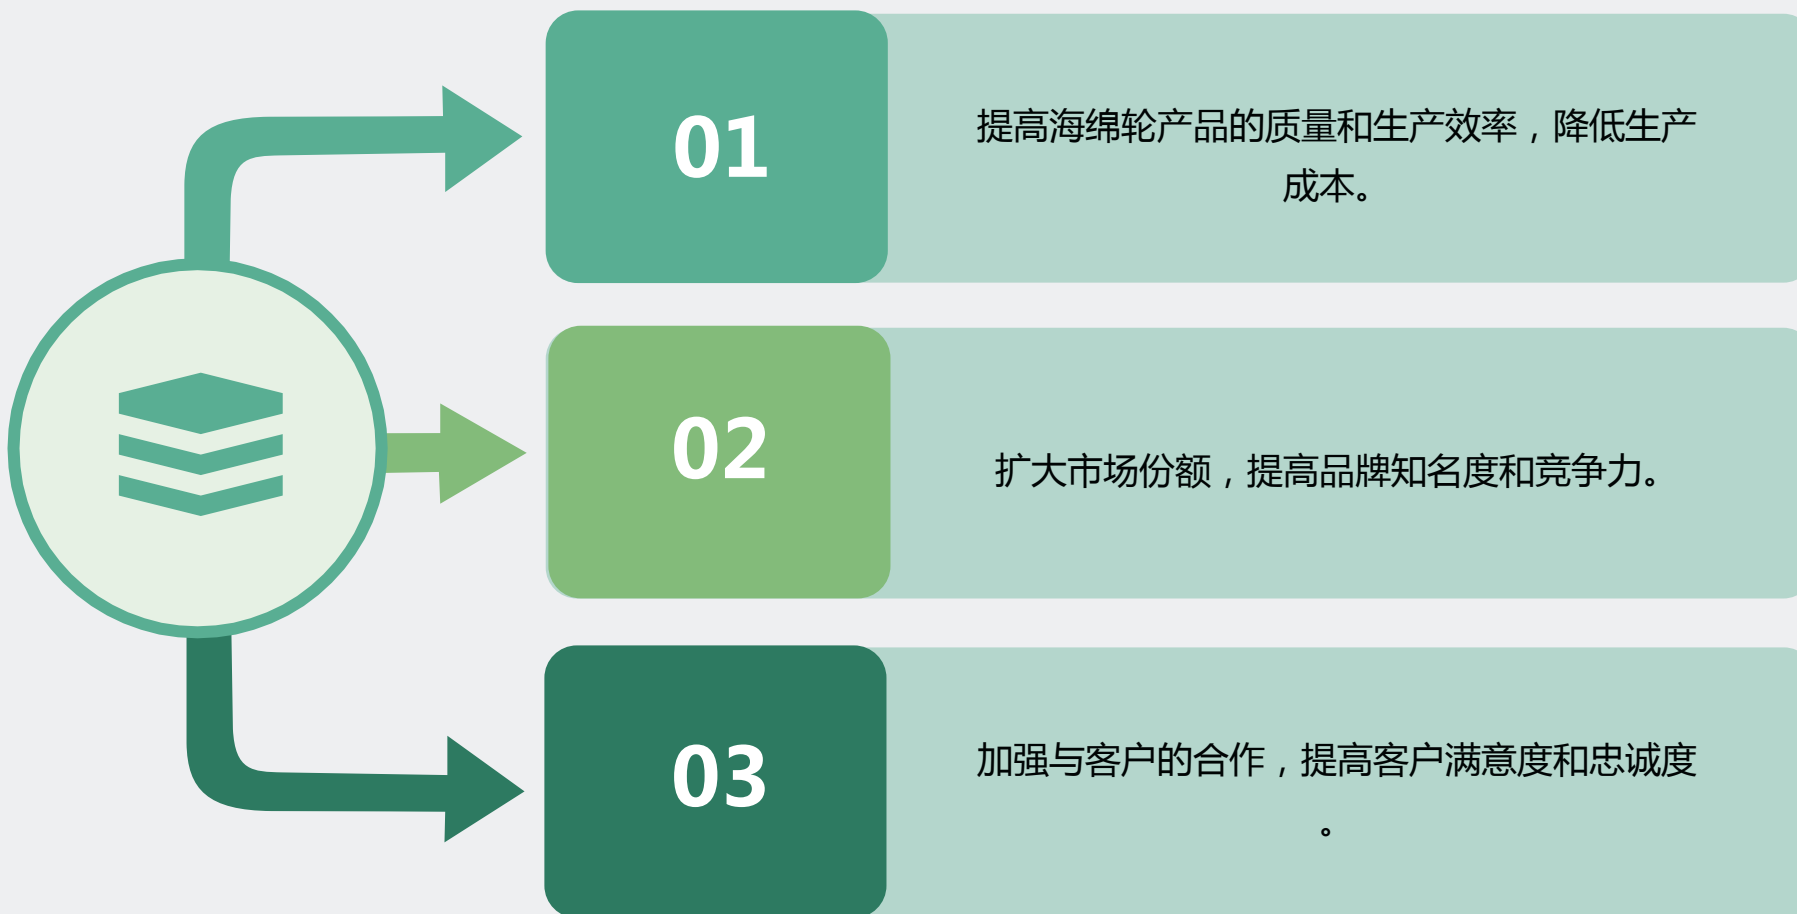 01
提高海绵轮产品的质量和生产效率，降低生产
成本。
02
扩大市场份额，提高品牌知名度和竞争力。
03
加强与客户的合作，提高客户满意度和忠诚度
。